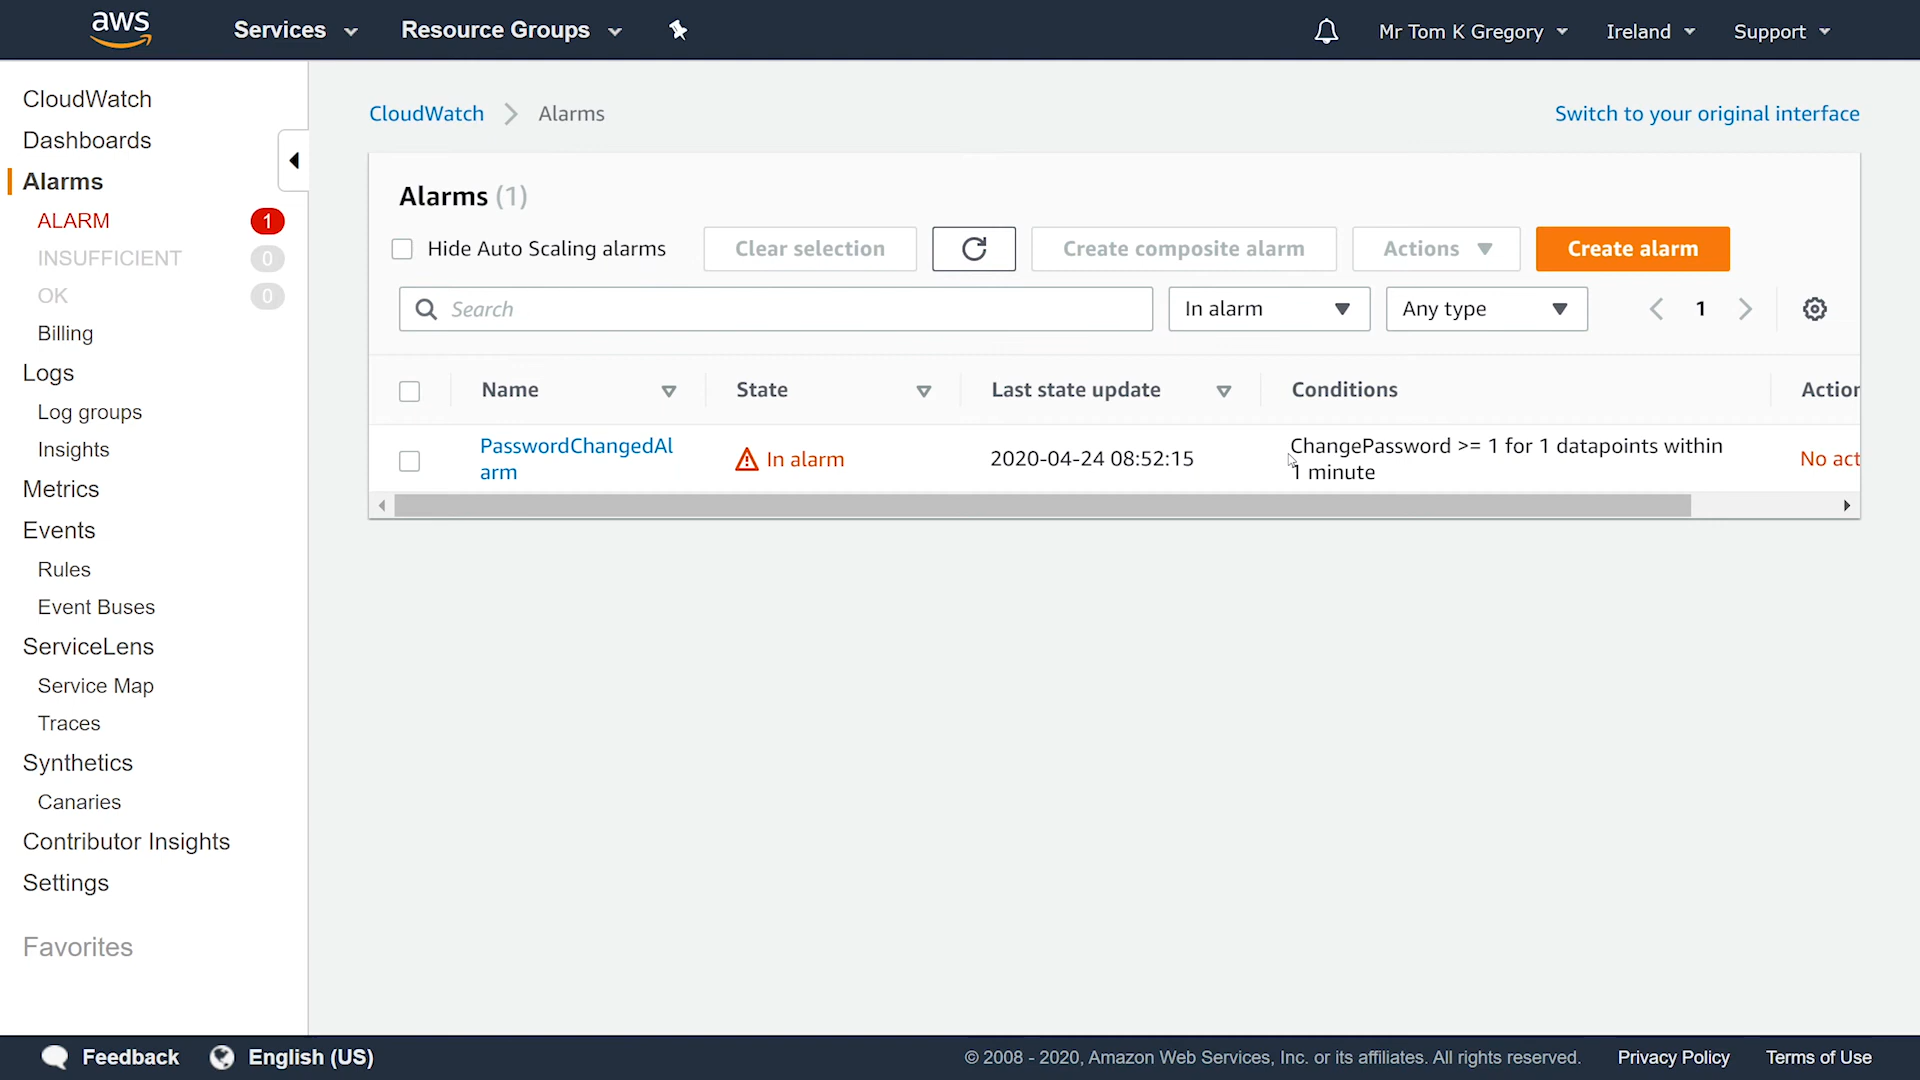 aws
Services
Resource Groups
Mr Tom K Gregory
Ireland
Support
CloudWatch
Dashboards
Alarms
ALARM 1
INSUFFICIENT 0
OK 0
Billing
Logs
Log groups
Insights
Metrics
Events
Rules
Event Buses
ServiceLens
Service Map
Traces
Synthetics
Canaries
Contributor Insights
Settings
Favorites
CloudWatch > Alarms
Switch to your original interface
Alarms (1)
Hide Auto Scaling alarms
Clear selection
Create composite alarm
Actions
Create alarm
Search
In alarm
Any type
1
Name State Last state update Conditions Action
PasswordChangedAl
arm
In alarm
2020-04-24 08:52:15
ChangePassword >= 1 for 1 datapoints within
1 minute
No act
Feedback
English (US)
© 2008 - 2020, Amazon Web Services, Inc. or its affiliates. All rights reserved.
Privacy Policy
Terms of Use